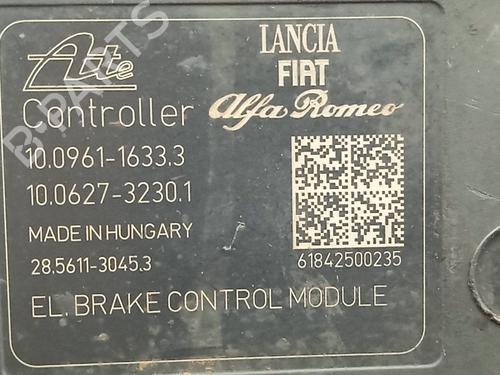 Ate
LANCIA
FIAT
Alfa Romeo
Controller
10.0961-1633.3
10.0627-3230.1
MADE IN HUNGARY
28.5611-3045.3
61842500235
EL. BRAKE CONTROL MODULE